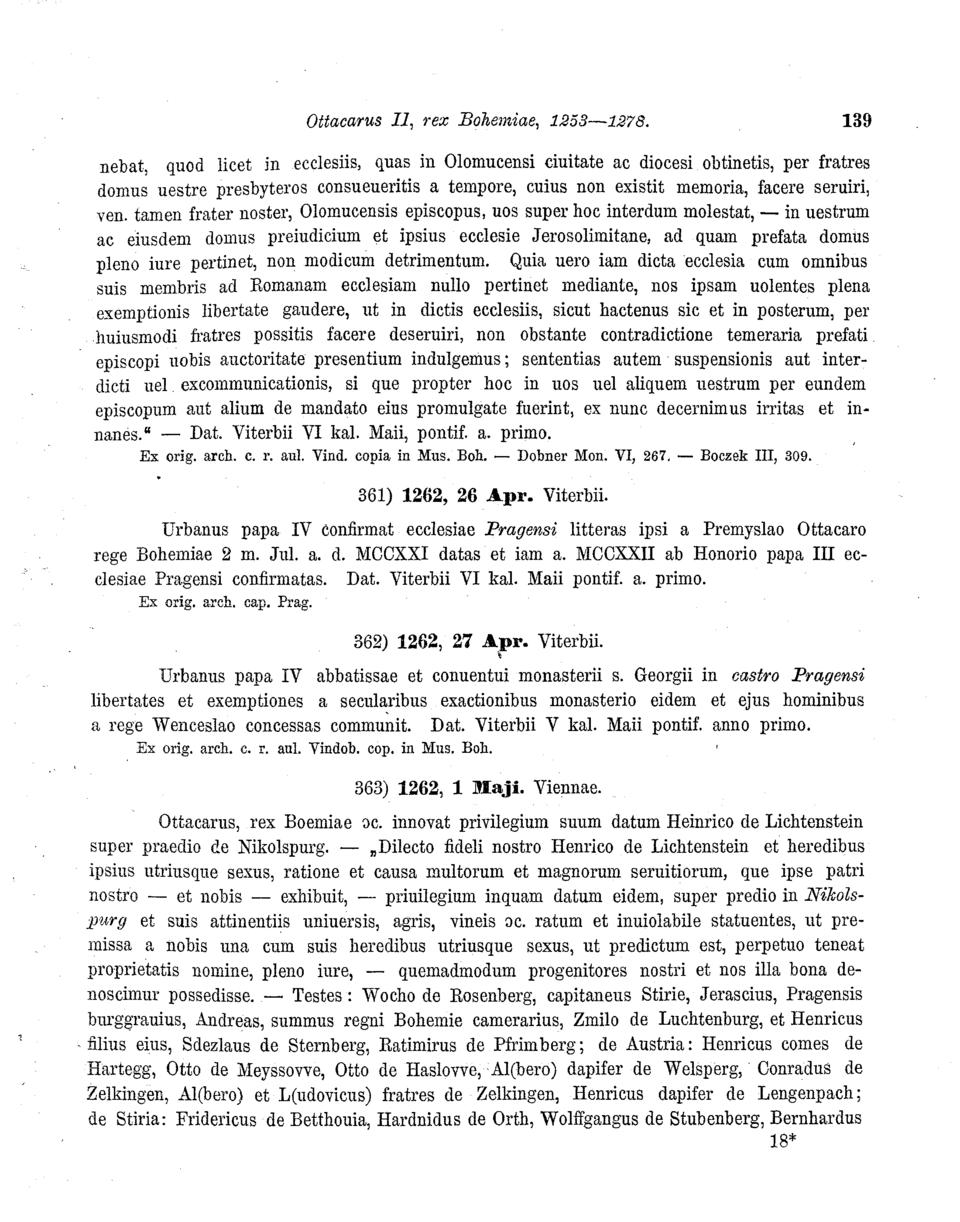 Ottacarus II, rex Bohemiae, 1253—1278. 139
nebat, quod licet in ecclesiis, quas in Olomucensi ciuitate ac diocesi obtinetis, per fratres
domus uestre presbyteros consueueritis a tempore, cuius non existit memoria, facere seruiri,
ven. tamen frater noster, Olomucensis episcopus, uos super hoc interdum molestat, — in uestrum
ac eiusdem domus preiudicium et ipsius ecclesie Jerosolimitane, ad quam prefata domus
pleno iure pertinet, non modicum detrimentum. Quia uero iam dicta ecclesia cum omnibus
suis membris ad Romanam ecclesiam nullo pertinet mediante, nos ipsam uolentes plena
exemptionis libertate gaudere, ut in dictis ecclesiis, sicut hactenus sic et in posterum, per
huiusmodi fratres possitis facere deseruiri, non obstante contradictione temeraria prefati
episcopi uobis auctoritate presentium indulgemus; sententias autem suspensionis aut inter-
dicti uel excommunicationis, si que propter hoc in uos uel aliquem uestrum per eundem
episcopum aut alium de mandato eius promulgate fuerint, ex nunc decernimus irritas et in-
nanes.“ — Dat. Viterbii VI kal. Maii, pontif. a. primo.
Ex orig. arch. c. r. aul. Vind. copia in Mus. Boh. — Dobner Mon. VI, 267. — Boczek III, 309.
361) 1262, 26 Apr. Viterbii.
Urbanus papa IV confirmat ecclesiae Pragensi litteras ipsi a Premyslao Ottacaro
rege Bohemiae 2 m. Jul. a. d. MCCXXI datas et iam a. MCCXXII ab Honorio papa III ec-
clesiae Pragensi confirmatas. Dat. Viterbii VI kal. Maii pontif. a. primo.
Ex orig. arch. cap. Prag.
362) 1262, 27 Apr. Viterbii.
Urbanus papa IV abbatissae et conuentui monasterii s. Georgii in castro Pragensi
libertates et exemptiones a secularibus exactionibus monasterio eidem et ejus hominibus
a rege Wenceslao concessas communit. Dat. Viterbii V kal. Maii pontif. anno primo.
Ex orig. arch. c. r. aul. Vindob. cop. in Mus. Boh.
363) 1262, 1 Maji. Viennae.
Ottacarus, rex Boemiae ꝛc. innovat privilegium suum datum Heinrico de Lichtenstein
super praedio de Nikolspurg. — „Dilecto fideli nostro Henrico de Lichtenstein et heredibus
ipsius utriusque sexus, ratione et causa multorum et magnorum seruitiorum, que ipse patri
nostro — et nobis — exhibuit, — priuilegium inquam datum eidem, super predio in Nikols-
purg et suis attinentiis uniuersis, agris, vineis ꝛc. ratum et inuiolabile statuentes, ut pre-
missa a nobis una cum suis heredibus utriusque sexus, ut predictum est, perpetuo teneat
proprietatis nomine, pleno iure, — quemadmodum progenitores nostri et nos illa bona de-
noscimur possedisse. — Testes: Wocho de Rosenberg, capitaneus Stirie, Jerascius, Pragensis
burggrauius, Andreas, summus regni Bohemie camerarius, Zmilo de Luchtenburg, et Henricus
filius eius, Sdezlaus de Sternberg, Ratimirus de Pfrimberg; de Austria: Henricus comes de
Hartegg, Otto de Meyssovve, Otto de Haslovve, Al(bero) dapifer de Welsperg, Conradus de
Zelkingen, Al(bero) et L(udovicus) fratres de Zelkingen, Henricus dapifer de Lengenpach;
de Stiria: Fridericus de Betthouia, Hardnidus de Orth, Wolffgangus de Stubenberg, Bernhardus
18*